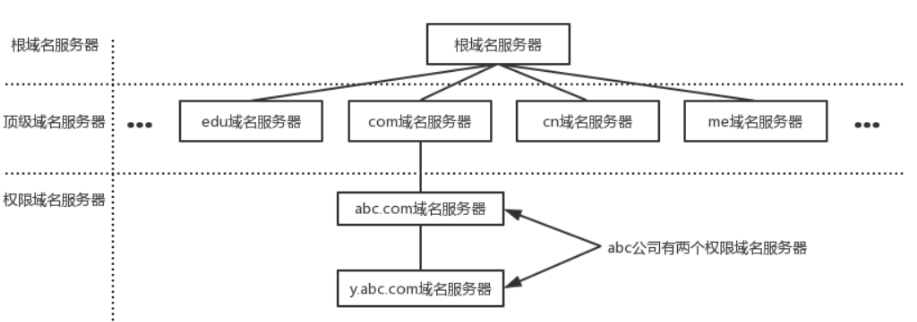 根域名服务器
根域名服务器
顶级域名服务器
••• edu域名服务器 com域名服务器 cn域名服务器 me域名服务器 •••
权限域名服务器
abc.com域名服务器
abc公司有两个权限域名服务器
y.abc.com域名服务器